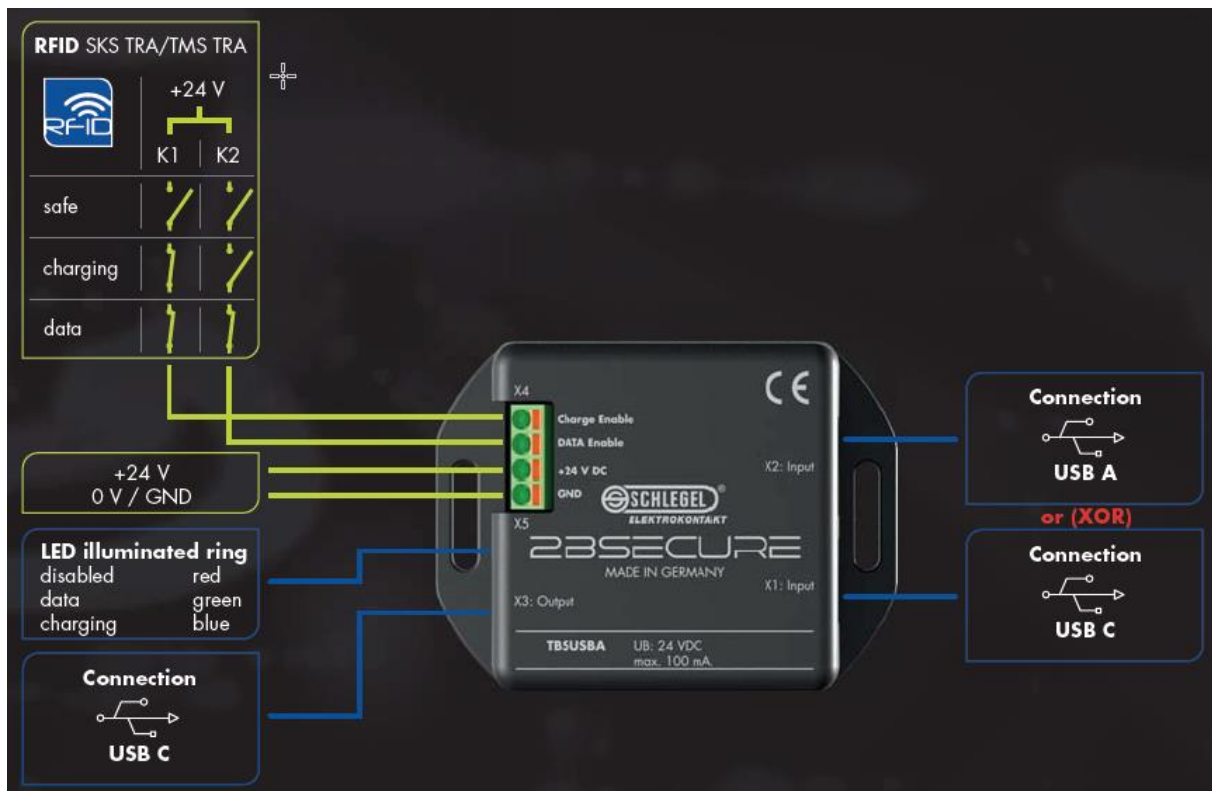 RFID SKS TRA/TMS TRA
RFID
+24 V
K1 K2
safe
charging
data
+24 V
0 V / GND
LED illuminated ring
disabled red
data green
charging blue
Connection
USB C
X4
Charge Enable
DATA Enable
+24 V DC
GND
X5
CE
X2: Input
SCHLEGEL®
ELEKTROKONTAKT
2BSECURE
MADE IN GERMANY
X1: Input
X3: Output
TBSUSBA UB: 24 VDC
max. 100 mA
Connection
USB A
or (XOR)
Connection
USB C